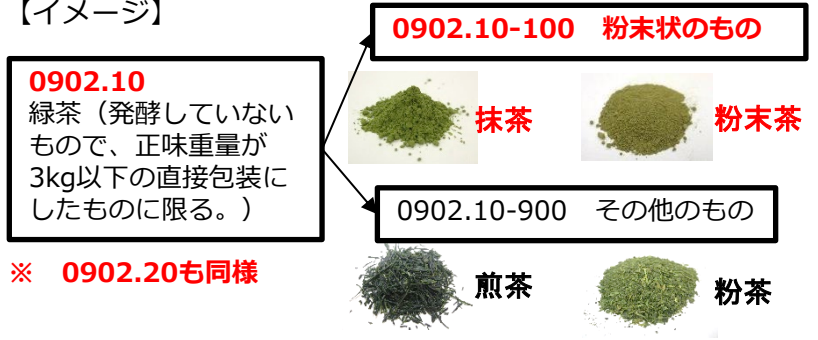 【イメージ】
0902.10-100　粉末状のもの
0902.10
緑茶（発酵していない
もので、正味重量が
3kg以下の直接包装に
したものに限る。）
抹茶
粉末茶
0902.10-900　その他のもの
※　0902.20も同様
煎茶
粉茶